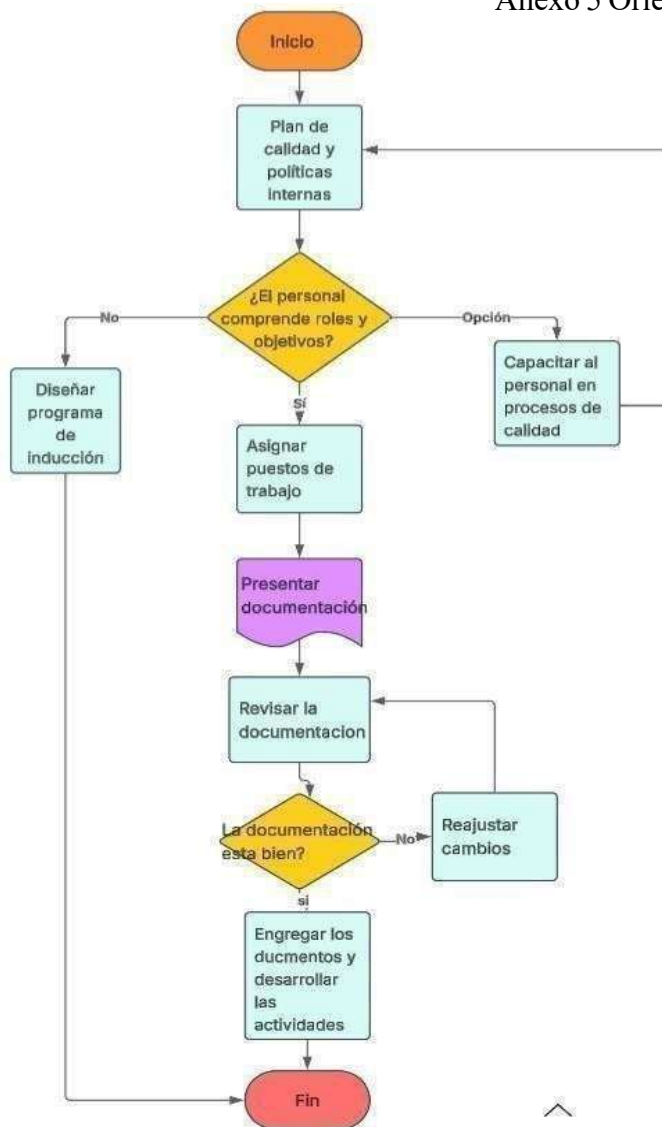 Anexo 5 Orie
Inicio
Plan de
calidad y
políticas
internas
¿El personal
comprende roles y
objetivos?
No
Opción
Sí
Diseñar
programa
de
inducción
Capacitar al
personal en
procesos de
calidad
Asignar
puestos de
trabajo
Presentar
documentación
Revisar la
documentacion
La documentación
esta bien?
No
Reajustar
cambios
si
Engregar los
ducmentos y
desarrollar
las
actividades
Fin